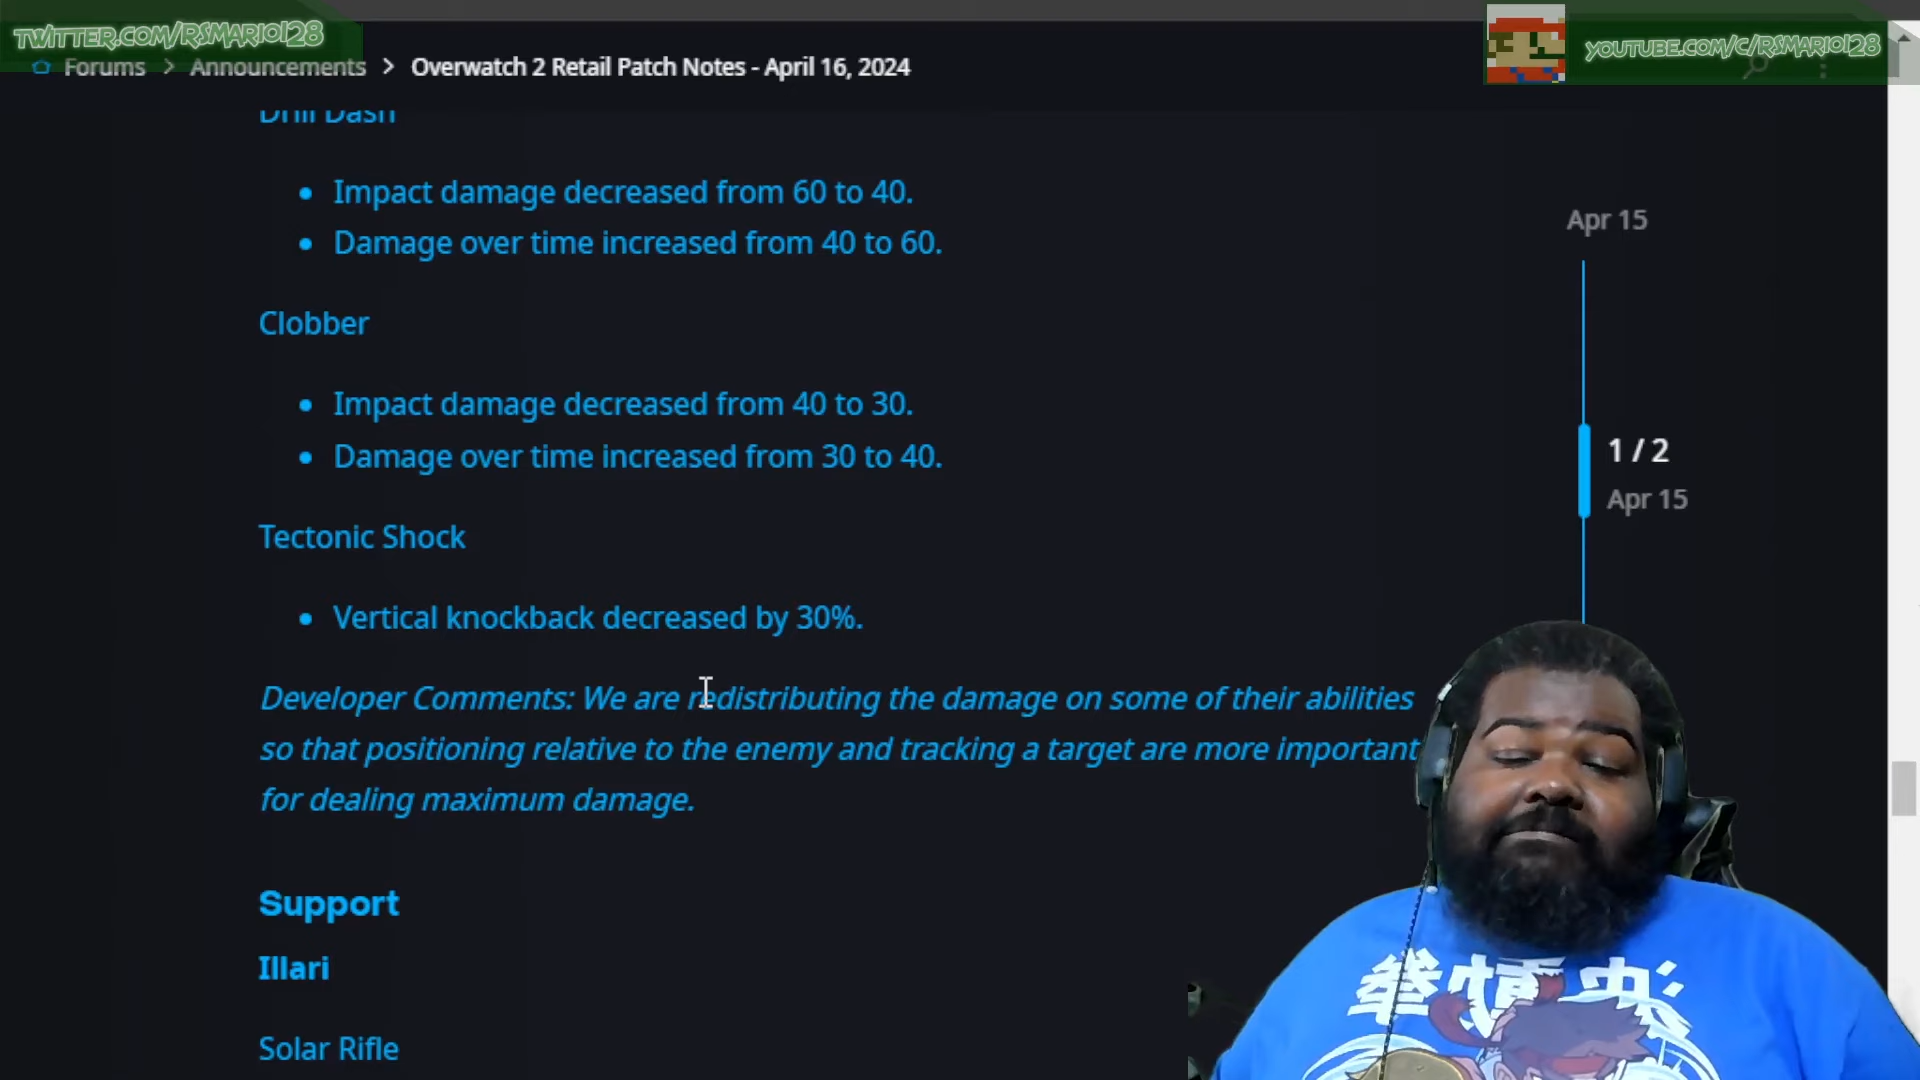 TWITTER.COM/RSMARIO128
YOUTUBE.COM/C/RSMARIO128
Forums > Announcements > Overwatch 2 Retail Patch Notes - April 16, 2024
Drill Dash
• Impact damage decreased from 60 to 40.
• Damage over time increased from 40 to 60.
Clobber
• Impact damage decreased from 40 to 30.
• Damage over time increased from 30 to 40.
Tectonic Shock
• Vertical knockback decreased by 30%.
Developer Comments: We are redistributing the damage on some of their abilities
so that positioning relative to the enemy and tracking a target are more important
for dealing maximum damage.
Support
Illari
Solar Rifle
Apr 15
1 / 2
Apr 15